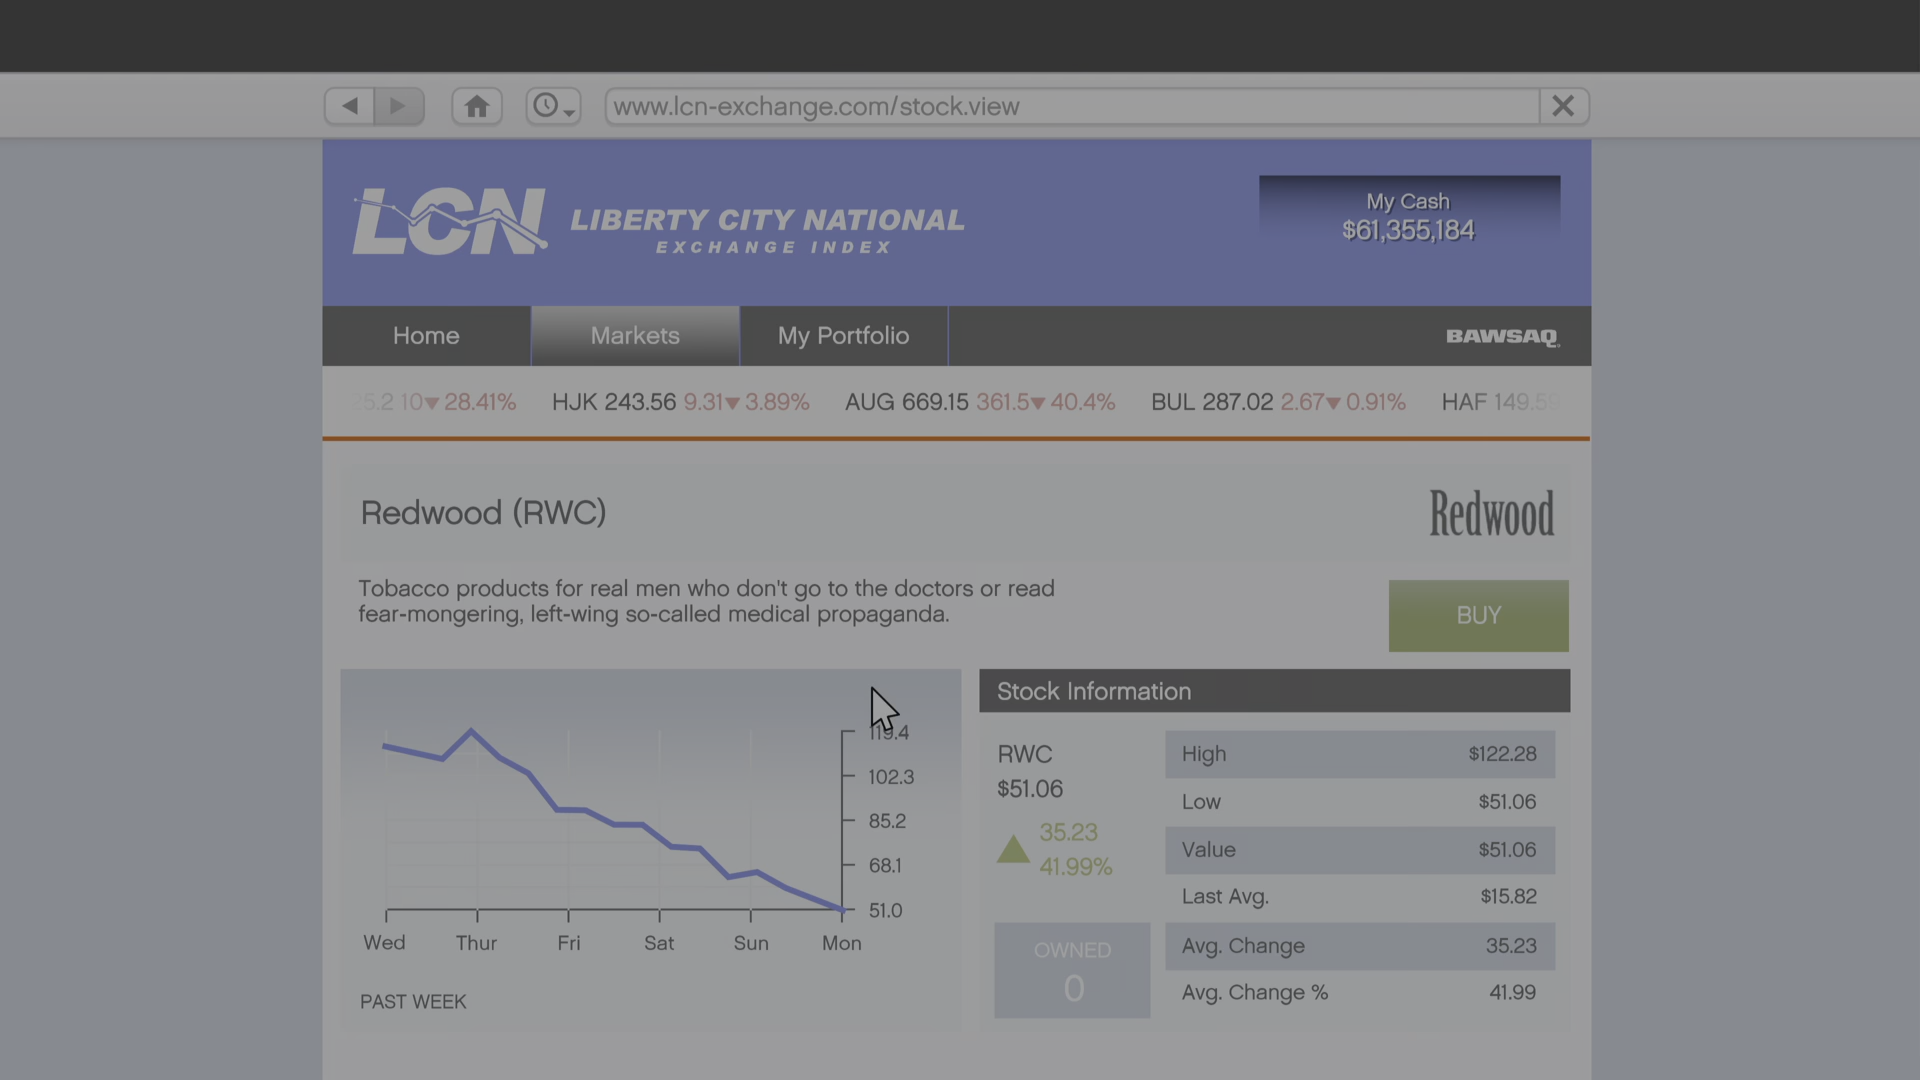 www.lcn-exchange.com/stock.view
LCN
LIBERTY CITY NATIONAL
EXCHANGE INDEX
My Cash
$61,355,184
Home
Markets
My Portfolio
BAWSAQ
5.2 10▼28.41% HJK 243.56 9.31▼3.89% AUG 669.15 361.5▼40.4% BUL 287.02 2.67▼0.91% HAF 149.59
Redwood (RWC)
Redwood
Tobacco products for real men who don't go to the doctors or read
fear-mongering, left-wing so-called medical propaganda.
BUY
119.4
102.3
85.2
68.1
51.0
Wed Thur Fri Sat Sun Mon
PAST WEEK
Stock Information
RWC
$51.06
35.23
41.99%
OWNED
0
High $122.28
Low $51.06
Value $51.06
Last Avg. $15.82
Avg. Change 35.23
Avg. Change % 41.99